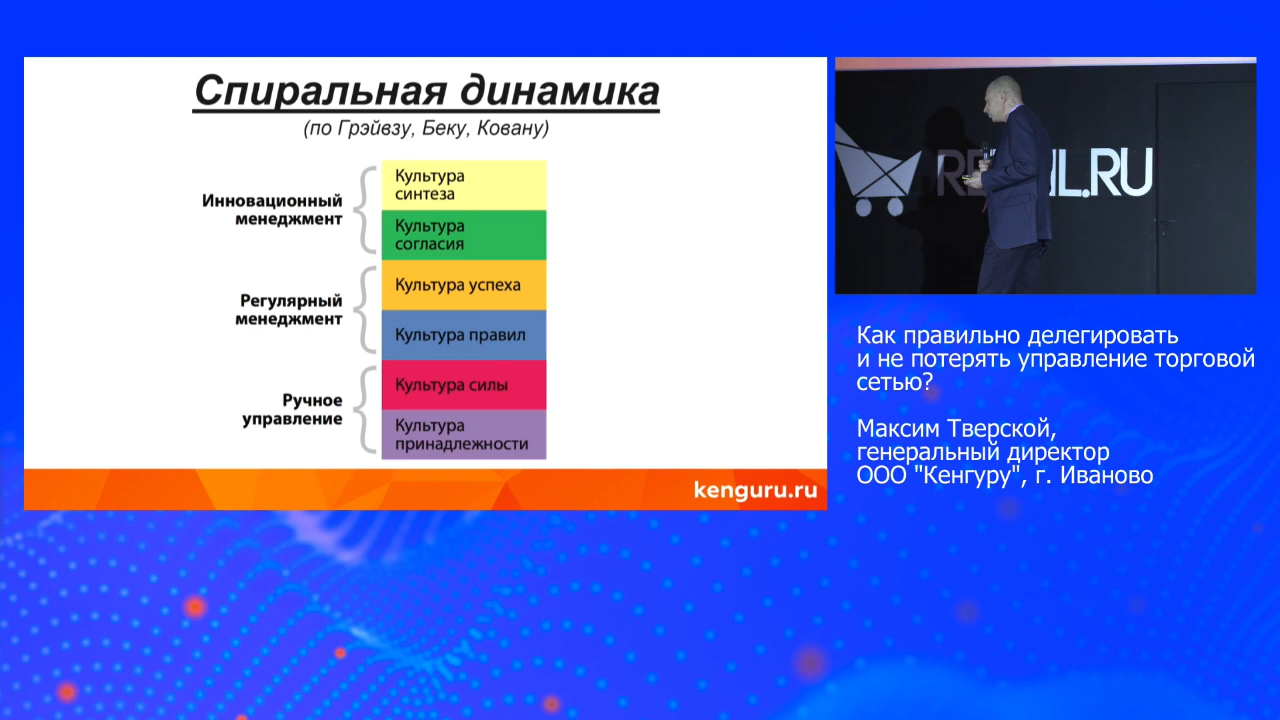 Спиральная динамика
(по Грэйвзу, Беку, Ковану)
Инновационный
менеджмент
Культура
синтеза
Культура
согласия
Регулярный
менеджмент
Культура успеха
Культура правил
Ручное
управление
Культура силы
Культура
принадлежности
kenguru.ru
Как правильно делегировать
и не потерять управление торговой
сетью?
Максим Тверской,
генеральный директор
ООО "Кенгуру", г. Иваново